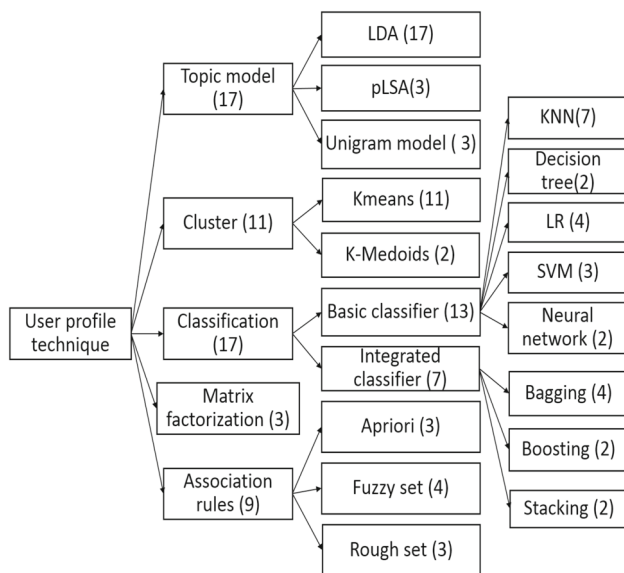 User profile
technique
Topic model
(17)
Cluster (11)
Classification
(17)
Matrix
factorization (3)
Association
rules (9)
LDA (17)
pLSA(3)
Unigram model ( 3)
Kmeans (11)
K-Medoids (2)
Basic classifier (13)
Integrated
classifier (7)
Apriori (3)
Fuzzy set (4)
Rough set (3)
KNN(7)
Decision
tree(2)
LR (4)
SVM (3)
Neural
network (2)
Bagging (4)
Boosting (2)
Stacking (2)